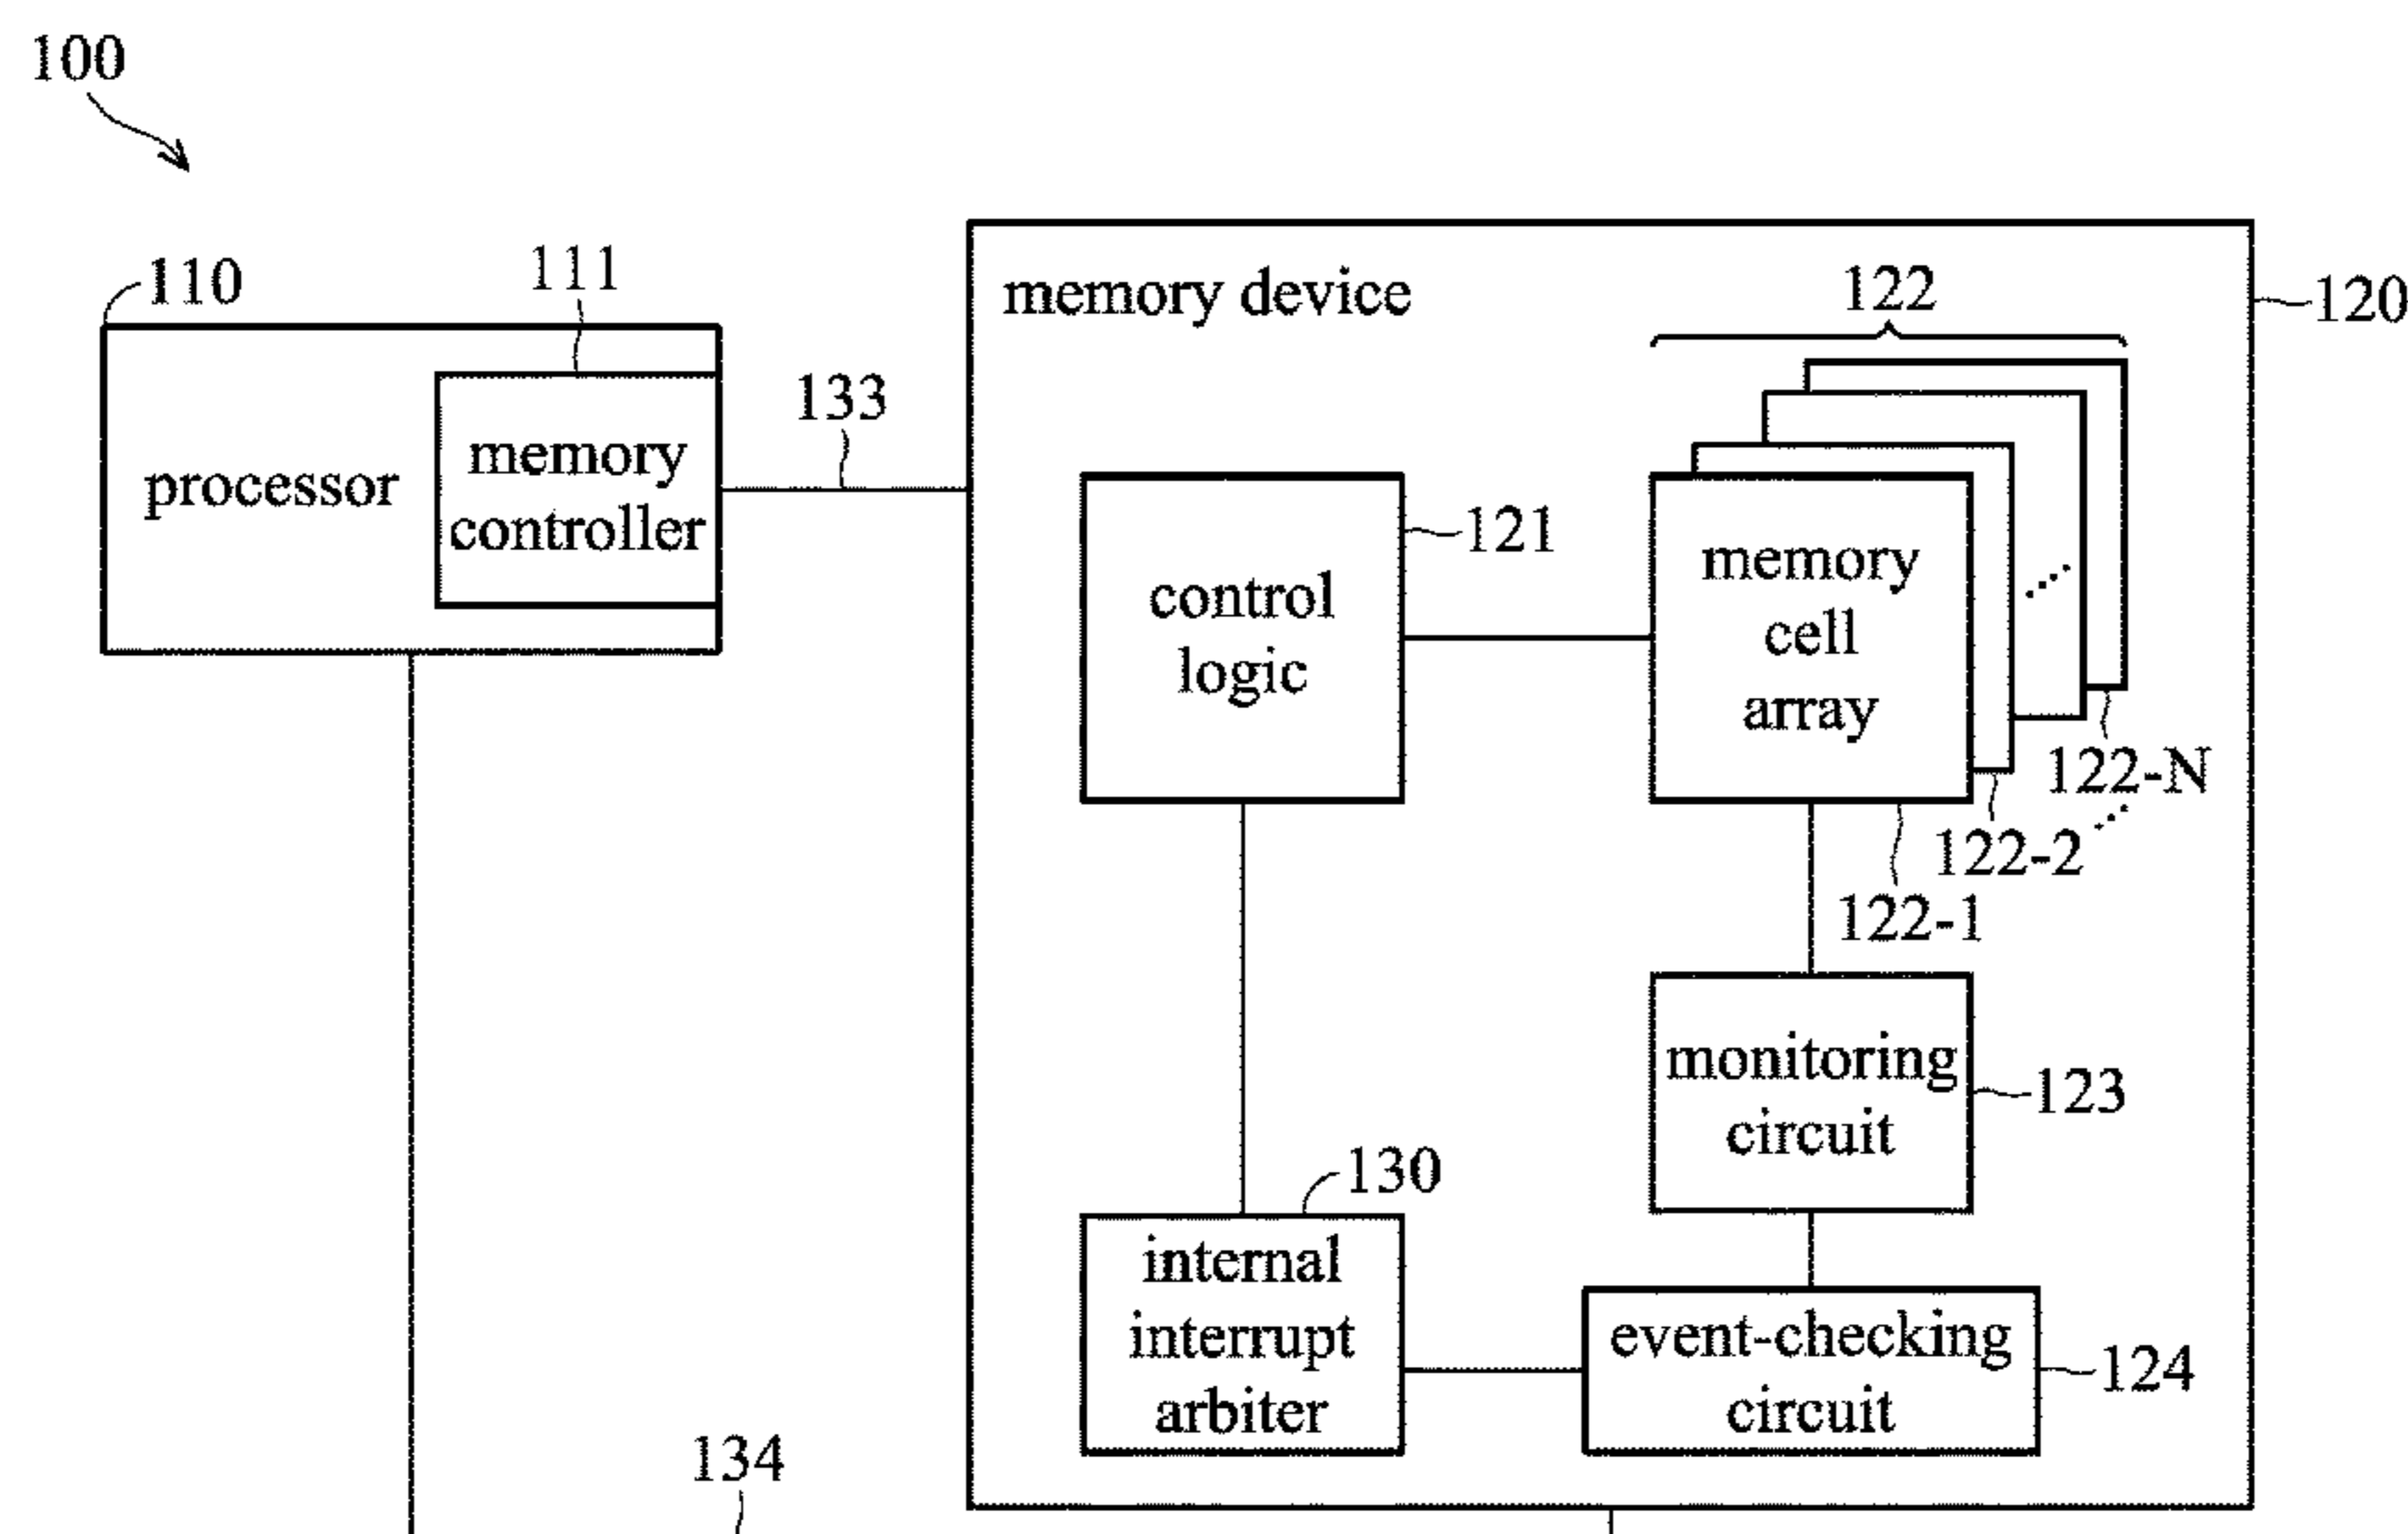 100
110
111
133
memory device
122
120
processor
memory
controller
control
logic
121
memory
cell
array
122-N
122-2
122-1
monitoring
circuit
123
130
internal
interrupt
arbiter
event-checking
circuit
124
134